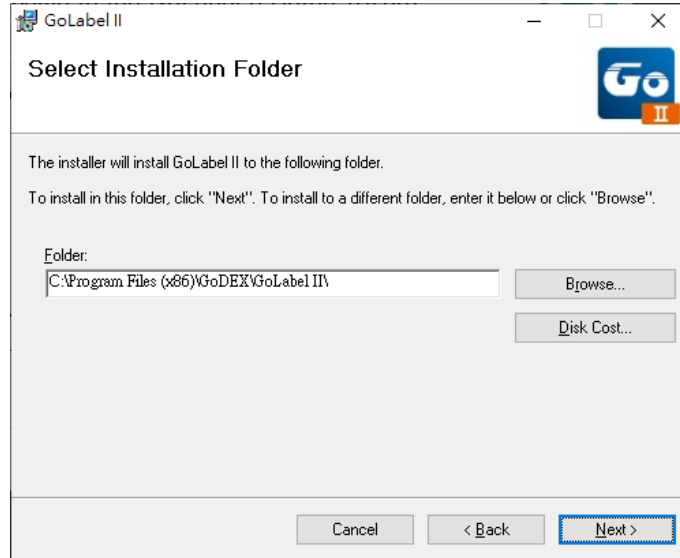 GoLabel II
Select Installation Folder
Go
II
The installer will install GoLabel II to the following folder.
To install in this folder, click "Next". To install to a different folder, enter it below or click "Browse".
Folder:
C:\Program Files (x86)\GoDEX\GoLabel II\
Browse...
Disk Cost...
Cancel
< Back
Next >